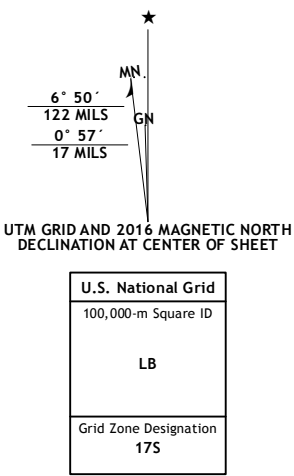 ★
MN
GN
6° 50´
122 MILS
0° 57´
17 MILS
UTM GRID AND 2016 MAGNETIC NORTH
DECLINATION AT CENTER OF SHEET
U.S. National Grid
100,000-m Square ID
LB
Grid Zone Designation
17S